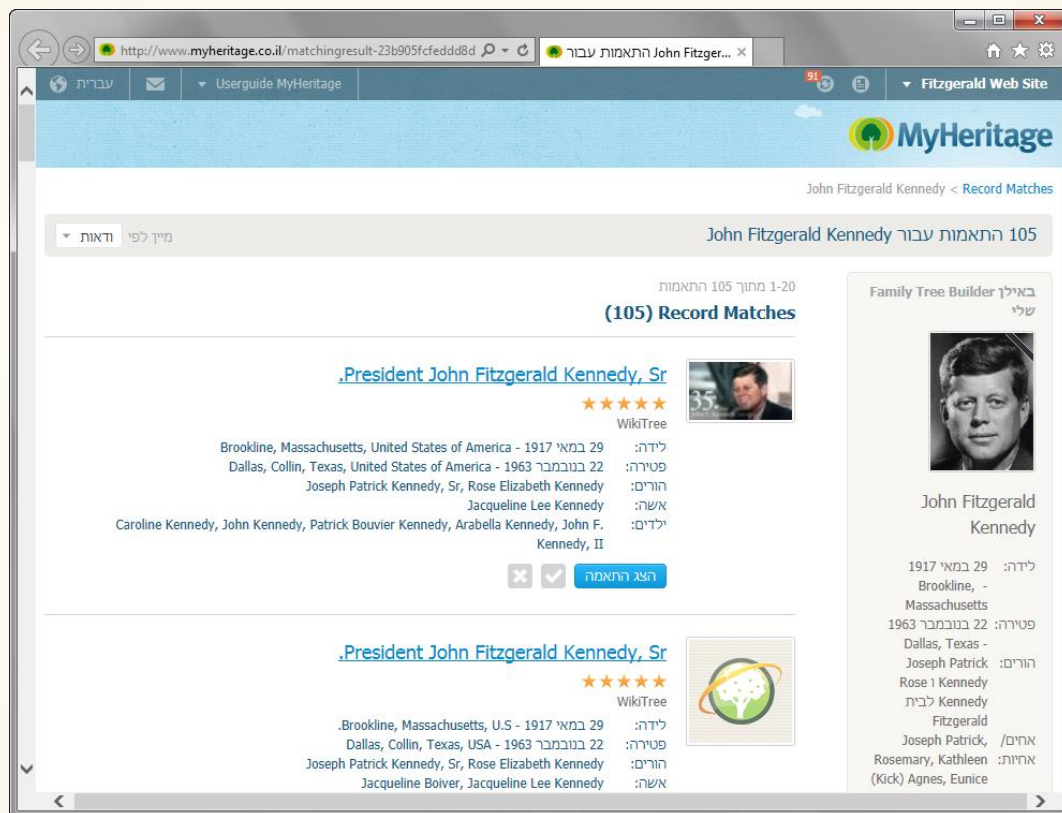 http://www.myheritage.co.il/matchingresult-23b905fcfeddd8d
התאמות עבור John Fitzger...
עברית
Userguide MyHeritage
91
Fitzgerald Web Site
MyHeritage
John Fitzgerald Kennedy < Record Matches
105 התאמות עבור John Fitzgerald Kennedy
מיין לפי ודאות
באילן Family Tree Builder
שלי
John Fitzgerald
Kennedy
לידה: 29 במאי 1917
- Brookline,
Massachusetts
פטירה: 22 בנובמבר 1963
- Dallas, Texas
הורים: Joseph Patrick
Kennedy ו Rose
Kennedy לבית
Fitzgerald
אחים/ Joseph Patrick,
אחיות: Rosemary, Kathleen
(Kick) Agnes, Eunice
1-20 מתוך 105 התאמות
Record Matches (105)
35.
President John Fitzgerald Kennedy, Sr.
WikiTree
לידה: 29 במאי 1917 - Brookline, Massachusetts, United States of America
פטירה: 22 בנובמבר 1963 - Dallas, Collin, Texas, United States of America
הורים: Joseph Patrick Kennedy, Sr, Rose Elizabeth Kennedy
אשה: Jacqueline Lee Kennedy
ילדים: Caroline Kennedy, John Kennedy, Patrick Bouvier Kennedy, Arabella Kennedy, John F.
Kennedy, II
הצג התאמה
President John Fitzgerald Kennedy, Sr.
WikiTree
לידה: 29 במאי 1917 - Brookline, Massachusetts, U.S.
פטירה: 22 בנובמבר 1963 - Dallas, Collin, Texas, USA
הורים: Joseph Patrick Kennedy, Sr, Rose Elizabeth Kennedy
אשה: Jacqueline Boiver, Jacqueline Lee Kennedy